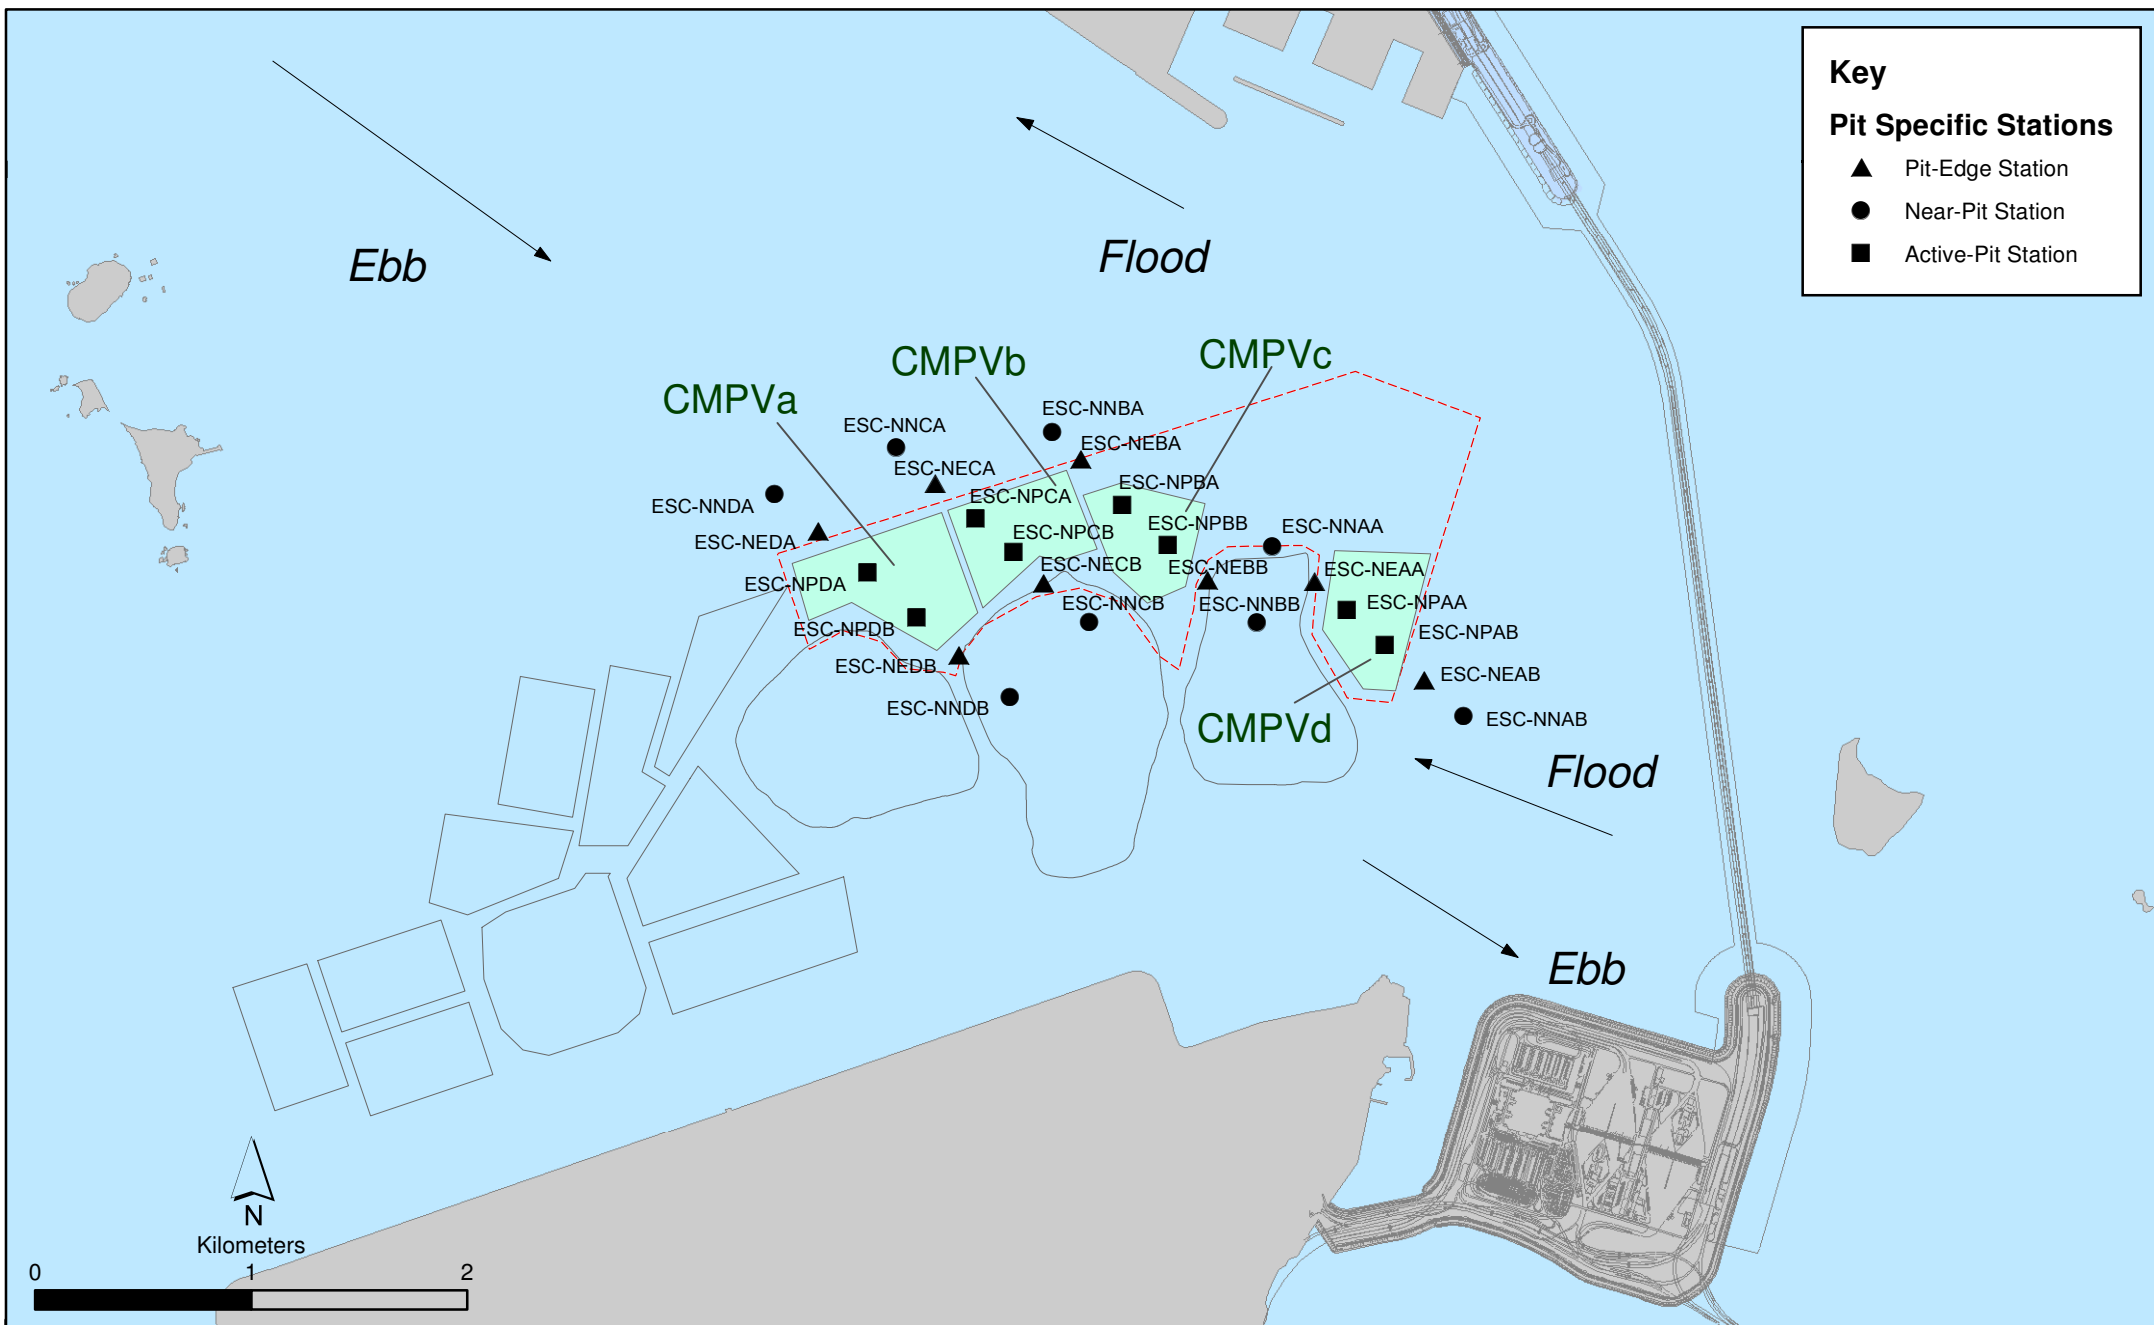 Key
Pit Specific Stations
Pit-Edge Station
Near-Pit Station
Active-Pit Station
Ebb
Flood
CMPVa
CMPVb
CMPVc
ESC-NNBA
ESC-NNCA
ESC-NEBA
ESC-NECA
ESC-NPCA
ESC-NPBA
ESC-NNDA
ESC-NPCB
ESC-NPBB
ESC-NNAA
ESC-NEDA
ESC-NECB
ESC-NEBB
ESC-NEAA
ESC-NPDA
ESC-NNCB
ESC-NNBB
ESC-NPAA
ESC-NPDB
ESC-NPAB
ESC-NEDB
ESC-NEAB
ESC-NNDB
ESC-NNAB
CMPVd
Flood
Ebb
N
Kilometers
0 1 2